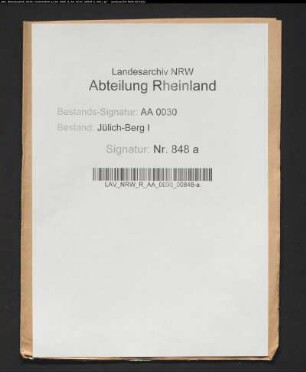 Landesarchiv NRW
Abteilung Rheinland
Bestands-Signatur: AA 0030
Bestand: Jülich-Berg I
Signatur: Nr. 848 a
LAV_NRW_R_AA_0030_00848-a